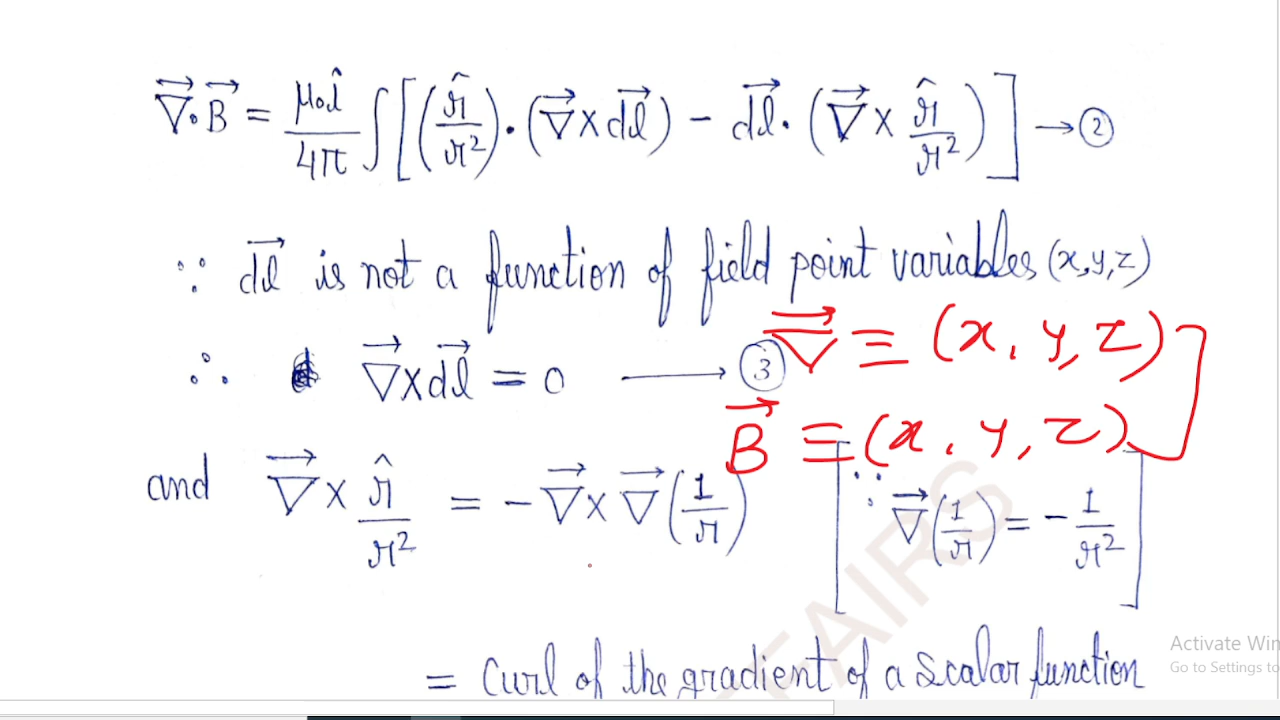 ∇⃗·B⃗ = μ₀i/4π ∫[(r̂/r²)·(∇⃗×dl⃗) − dl⃗·(∇⃗×r̂/r²)] → ②
∵ dl⃗ is not a function of field point variables (x,y,z)
∇⃗ ≡ (x, y, z)
∴ ∇⃗×dl⃗ = 0 → ③
B⃗ ≡ (x, y, z)
and ∇⃗×r̂/r² = −∇⃗×∇⃗(1/r) [∵ ∇⃗(1/r) = −1/r²]
= Curl of the gradient of a scalar function
FAIRS
Activate Win
Go to Settings to